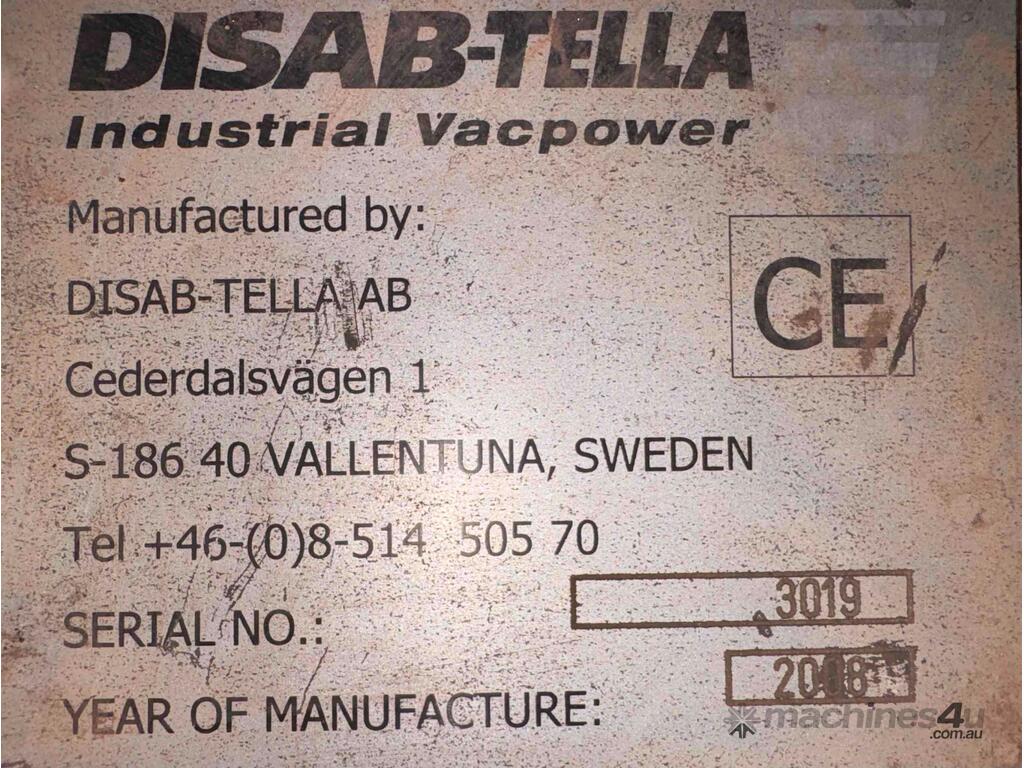 DISAB-TELLA
Industrial Vacpower
Manufactured by:
DISAB-TELLA AB
CE
Cederdalsvägen 1
S-186 40 VALLENTUNA, SWEDEN
Tel +46-(0)8-514 505 70
SERIAL NO.: 3019
YEAR OF MANUFACTURE: 2008
machines4u
.com.au